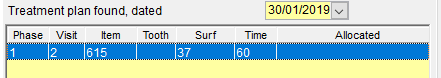 Treatment plan found, dated 30/01/2019
Phase Visit Item Tooth Surf Time Allocated
1 2 615 37 60